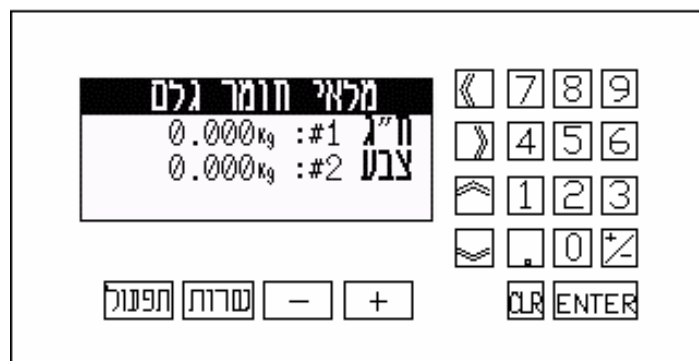 מלאי חומר גלם
ח"ג #1: 0.000Kg
צבע #2: 0.000Kg
7 8 9
4 5 6
1 2 3
. 0 +/-
תפעול שרות - + CLR ENTER